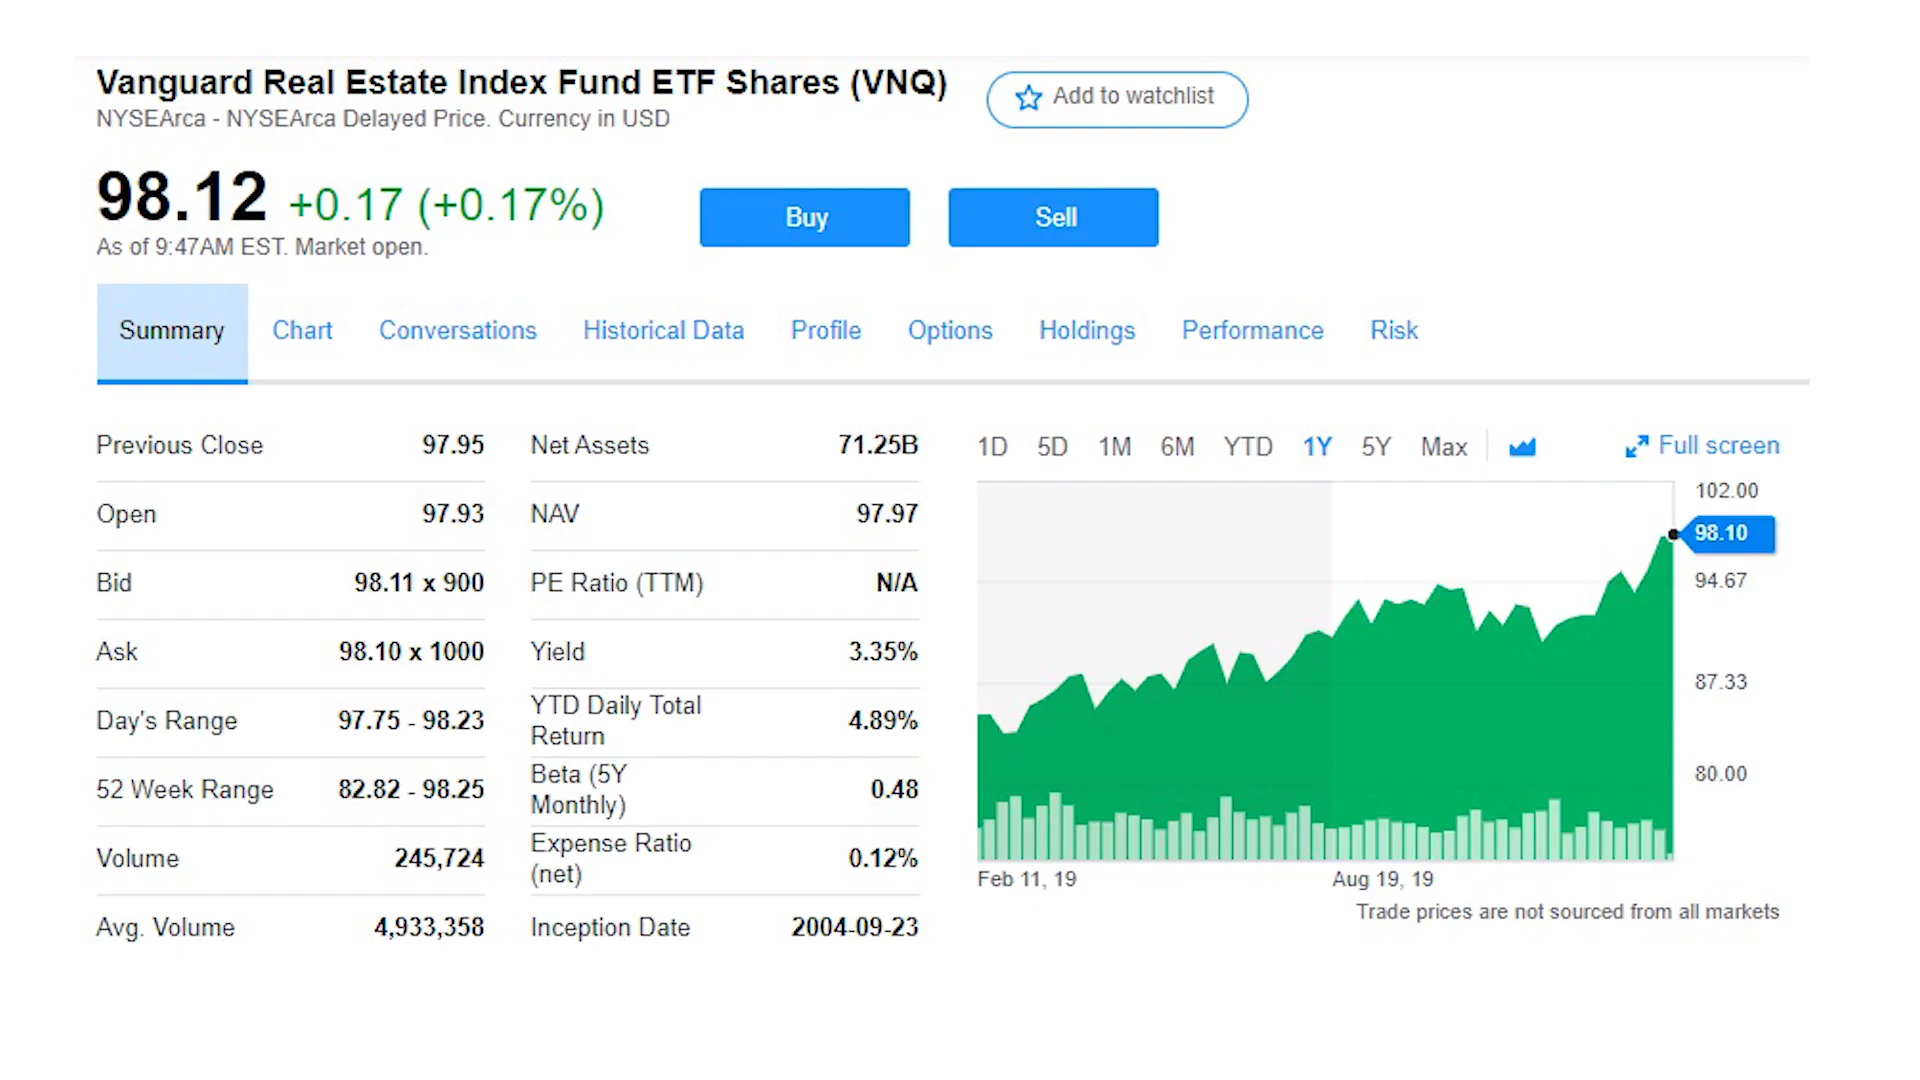 Vanguard Real Estate Index Fund ETF Shares (VNQ)
Add to watchlist
NYSEArca - NYSEArca Delayed Price. Currency in USD
98.12 +0.17 (+0.17%)
As of 9:47AM EST. Market open.
Buy
Sell
Summary Chart Conversations Historical Data Profile Options Holdings Performance Risk
Previous Close 97.95
Open 97.93
Bid 98.11 x 900
Ask 98.10 x 1000
Day's Range 97.75 - 98.23
52 Week Range 82.82 - 98.25
Volume 245,724
Avg. Volume 4,933,358
Net Assets 71.25B
NAV 97.97
PE Ratio (TTM) N/A
Yield 3.35%
YTD Daily Total
Return 4.89%
Beta (5Y
Monthly) 0.48
Expense Ratio
(net) 0.12%
Inception Date 2004-09-23
1D 5D 1M 6M YTD 1Y 5Y Max Full screen
102.00
98.10
94.67
87.33
80.00
Feb 11, 19 Aug 19, 19
Trade prices are not sourced from all markets